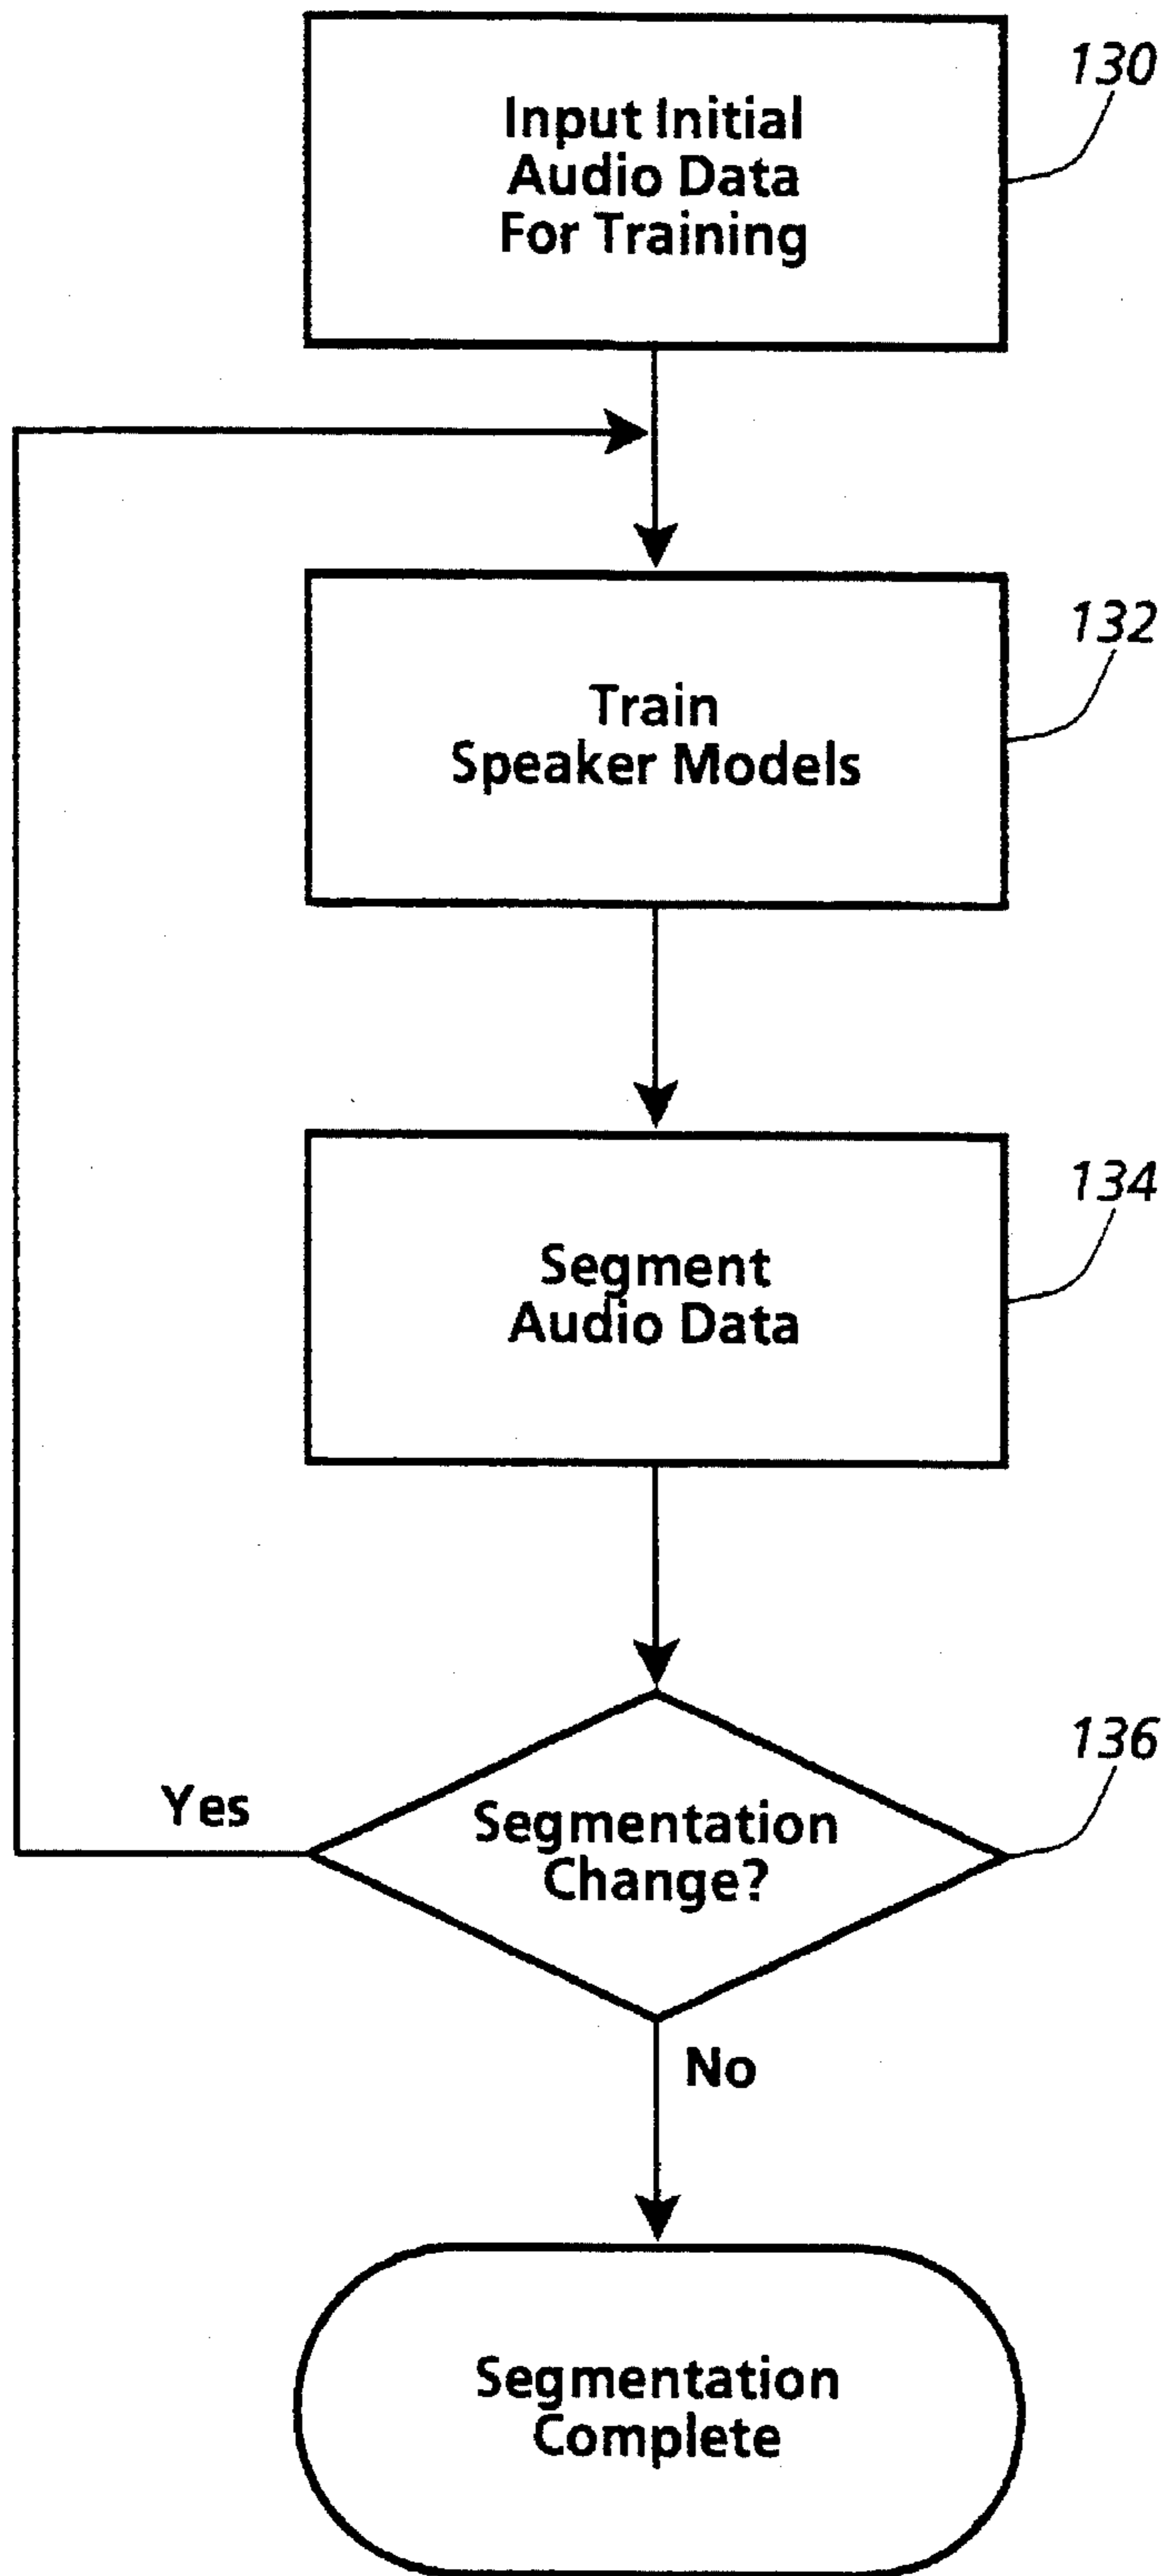 Input Initial
Audio Data
For Training
130
Train
Speaker Models
132
Segment
Audio Data
134
Segmentation
Change?
136
Yes
No
Segmentation
Complete